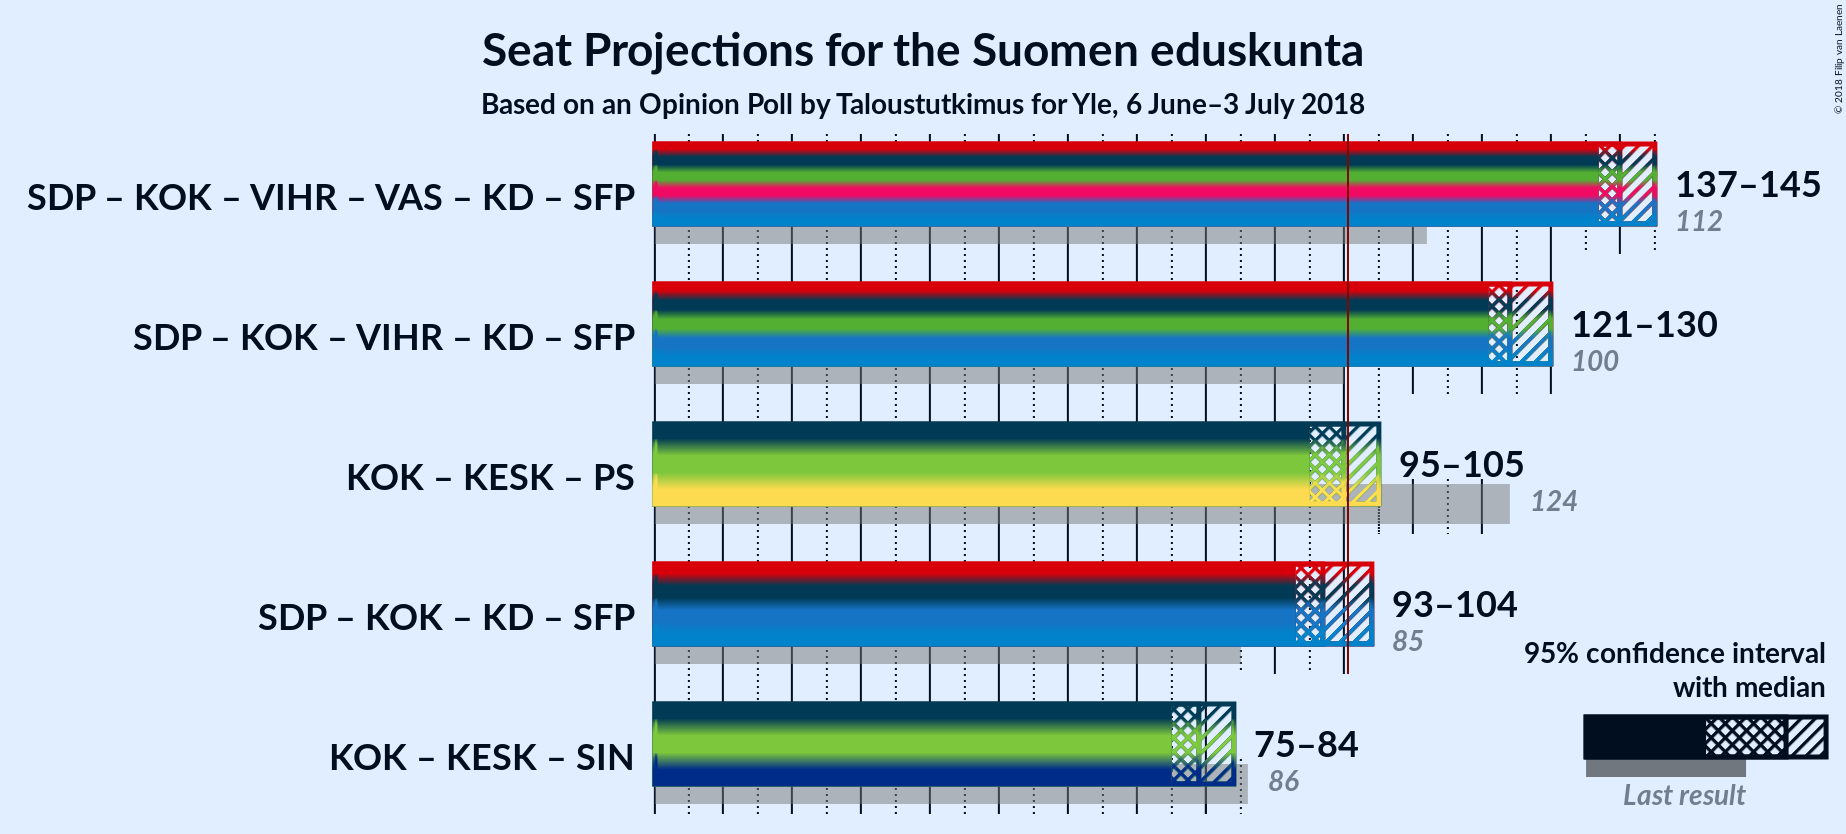 Seat Projections for the Suomen eduskunta
Based on an Opinion Poll by Taloustutkimus for Yle, 6 June–3 July 2018
© 2018 Filip van Laenen
SDP – KOK – VIHR – VAS – KD – SFP
137–145
112
SDP – KOK – VIHR – KD – SFP
121–130
100
KOK – KESK – PS
95–105
124
SDP – KOK – KD – SFP
93–104
85
KOK – KESK – SIN
75–84
86
95% confidence interval
with median
Last result